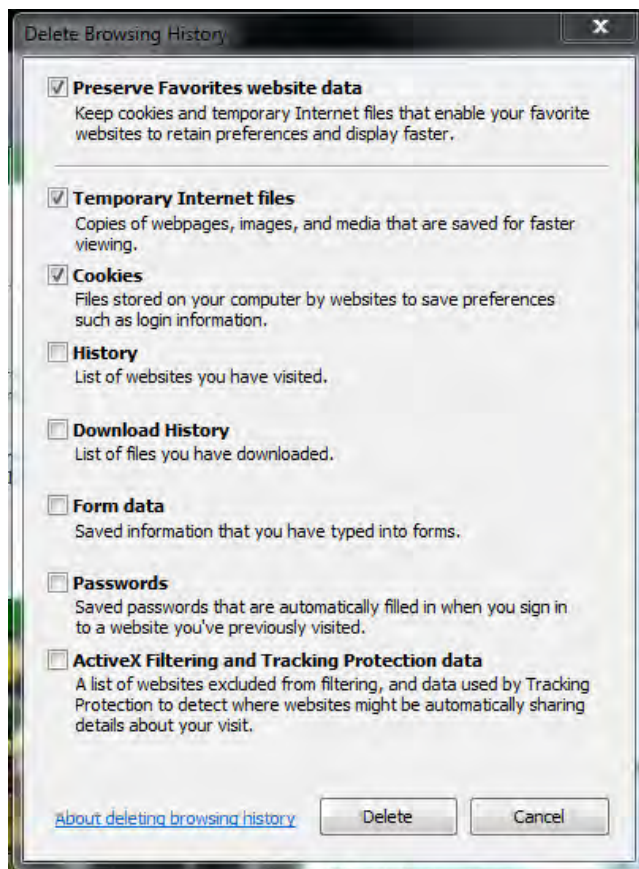 Delete Browsing History
Preserve Favorites website data
Keep cookies and temporary Internet files that enable your favorite
websites to retain preferences and display faster.
Temporary Internet files
Copies of webpages, images, and media that are saved for faster
viewing.
Cookies
Files stored on your computer by websites to save preferences
such as login information.
History
List of websites you have visited.
Download History
List of files you have downloaded.
Form data
Saved information that you have typed into forms.
Passwords
Saved passwords that are automatically filled in when you sign in
to a website you've previously visited.
ActiveX Filtering and Tracking Protection data
A list of websites excluded from filtering, and data used by Tracking
Protection to detect where websites might be automatically sharing
details about your visit.
About deleting browsing history Delete Cancel